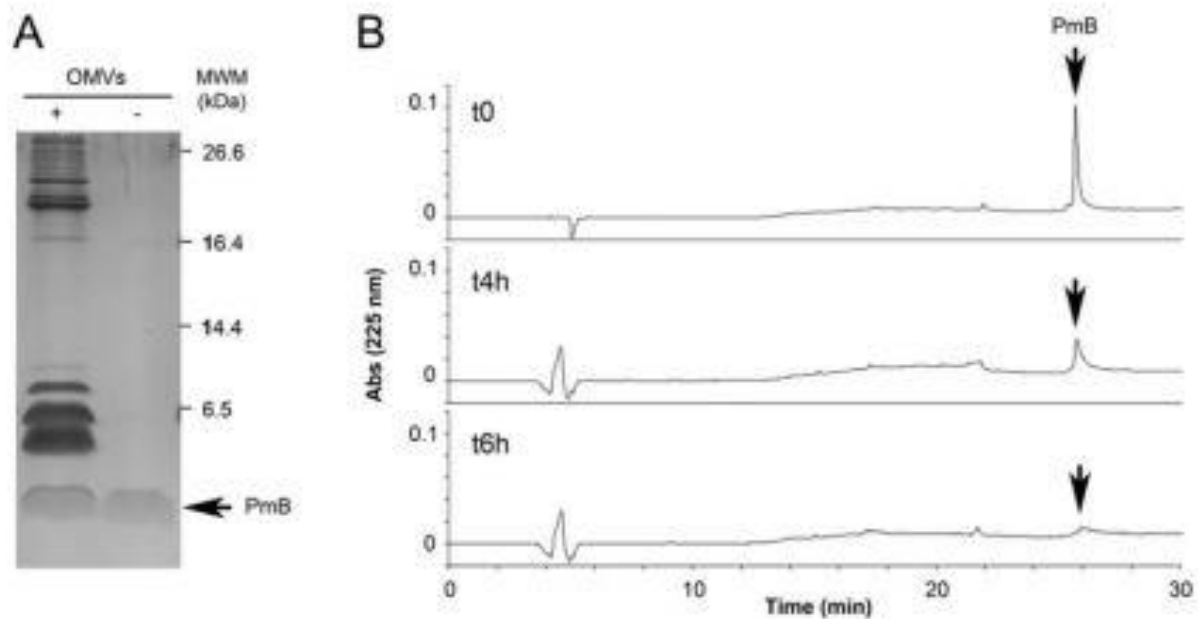 A
OMVs
MWM
(kDa)
+ -
26.6
16.4
14.4
6.5
PmB
B
PmB
0.1
t0
0
0.1
t4h
0
0.1
t6h
0
Abs (225 nm)
0 10 20 30
Time (min)